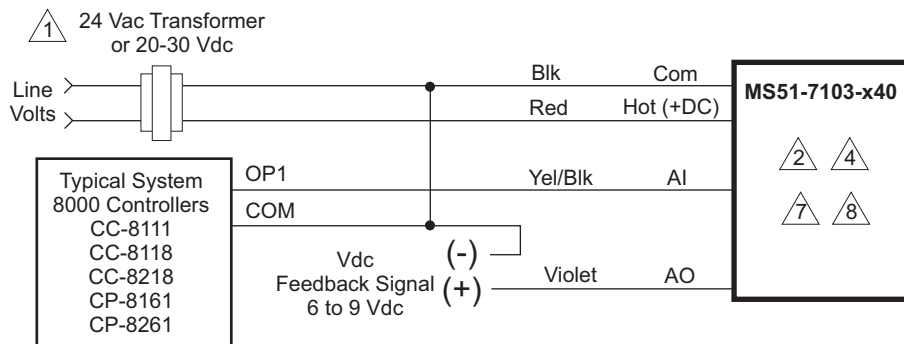 1
24 Vac Transformer
or 20-30 Vdc
Line
Volts
Blk
Com
Red
Hot (+DC)
MS51-7103-x40
2
4
7
8
Typical System
8000 Controllers
CC-8111
CC-8118
CC-8218
CP-8161
CP-8261
OP1
Yel/Blk
AI
COM
Vdc
Feedback Signal
6 to 9 Vdc
(-)
(+)
Violet
AO